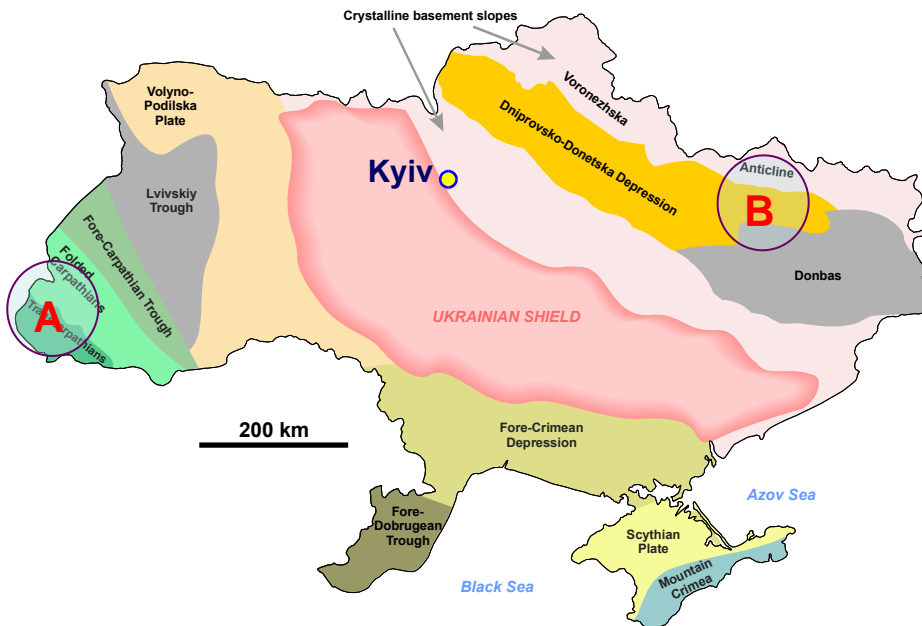 Crystalline basement slopes
Volyno-
Podilska
Plate
Voronezhska
Dniprovsko-Donetska Depression
Anticline
Kyiv
B
Lvivskiy
Trough
Fore-Carpathian Trough
Folded
Carpathians
Donbas
A
Transcarpathians
UKRAINIAN SHIELD
200 km
Fore-Crimean
Depression
Azov Sea
Fore-
Dobrugean
Trough
Scythian
Plate
Mountain
Crimea
Black Sea